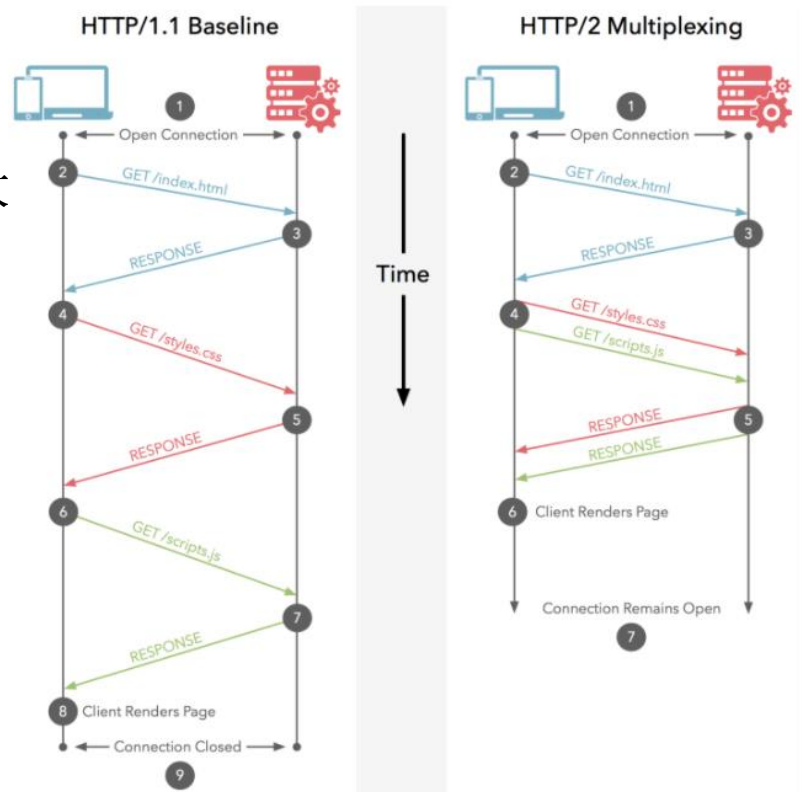 HTTP/1.1 Baseline
1
Open Connection
2
GET /index.html
3
RESPONSE
4
GET /styles.css
5
RESPONSE
6
GET /scripts.js
7
RESPONSE
8 Client Renders Page
Connection Closed
9
Time
HTTP/2 Multiplexing
1
Open Connection
2
GET /index.html
3
RESPONSE
4
GET /styles.css
GET /scripts.js
5
RESPONSE
RESPONSE
6 Client Renders Page
Connection Remains Open
7